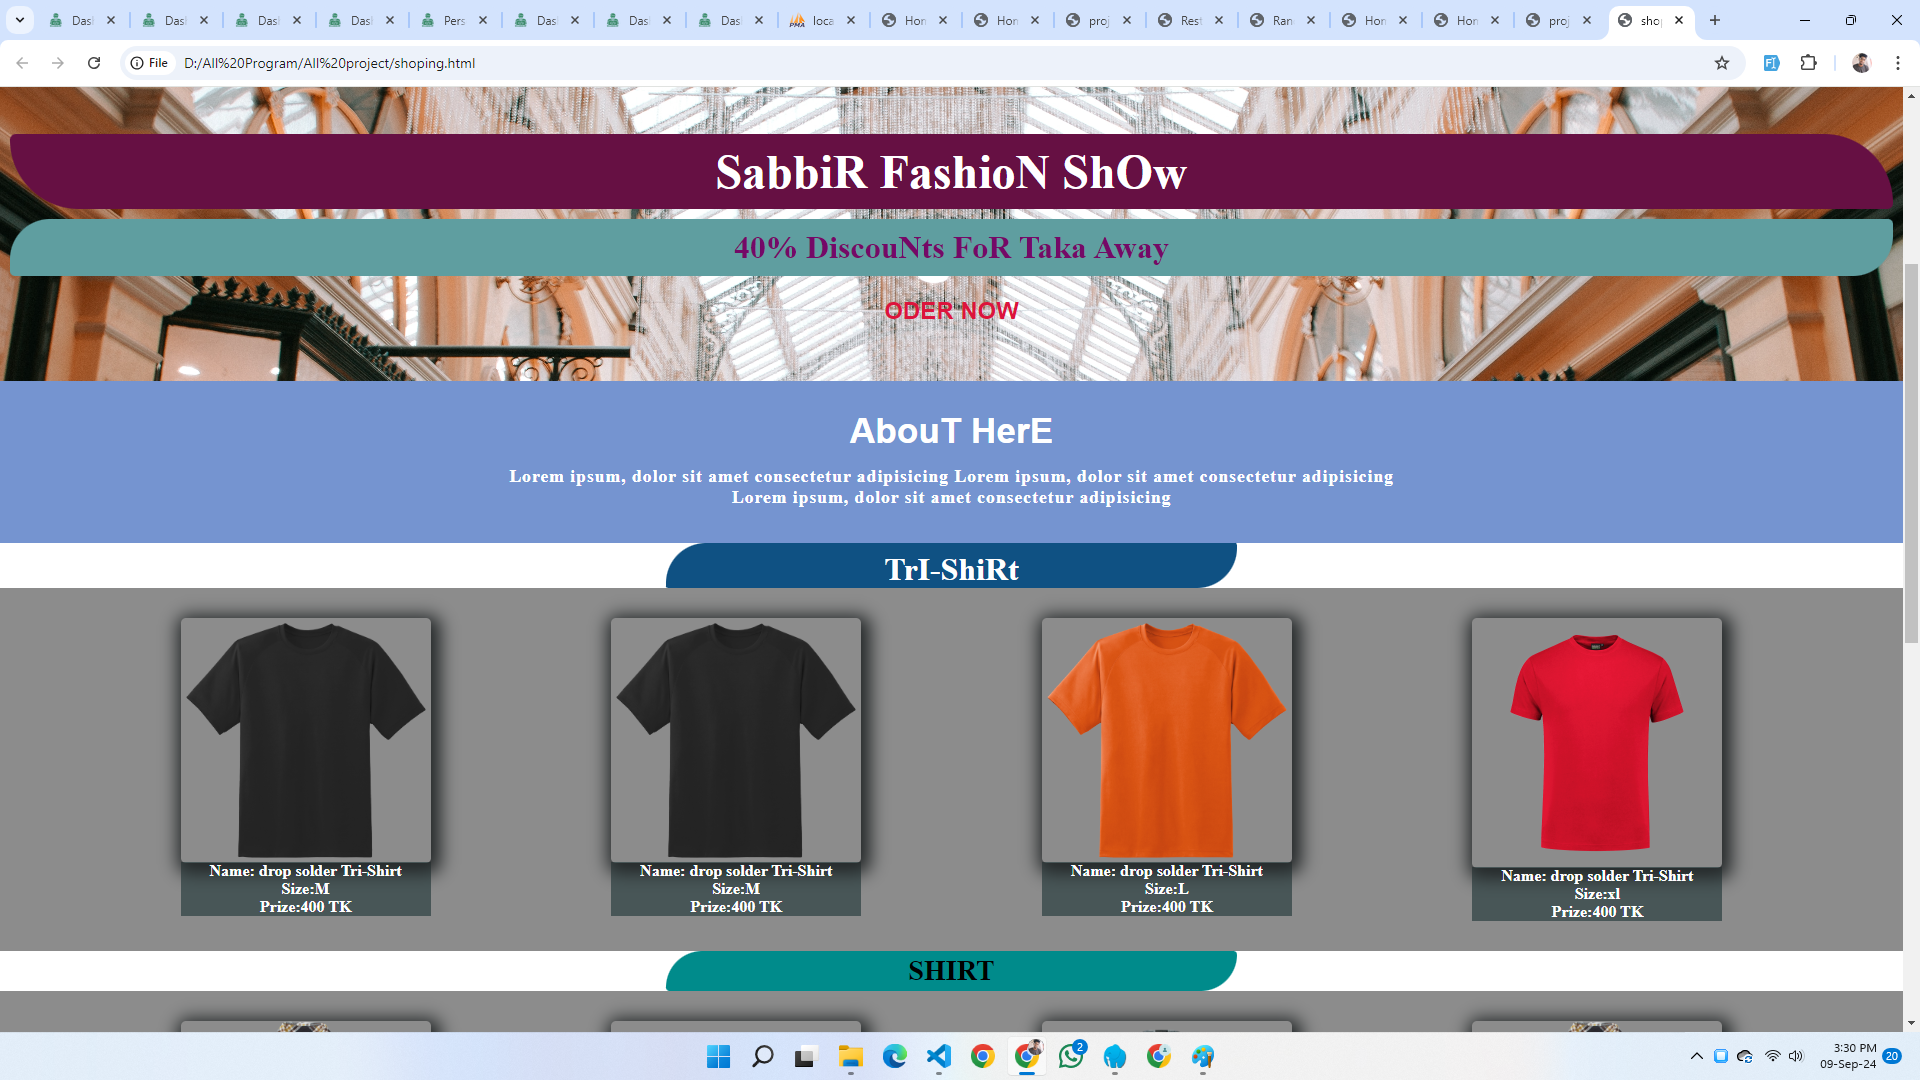 Das
Das
Das
Das
Pers
Das
Das
Das
loca
Hon
Hon
proj
Rest
Ran
Hon
Hon
proj
shop
File
D:/All%20Program/All%20project/shoping.html
SabbiR FashioN ShOw
40% DiscouNts FoR Taka Away
ODER NOW
AbouT HerE
Lorem ipsum, dolor sit amet consectetur adipisicing Lorem ipsum, dolor sit amet consectetur adipisicing
Lorem ipsum, dolor sit amet consectetur adipisicing
TrI-ShiRt
Name: drop solder Tri-Shirt
Size:M
Prize:400 TK
Name: drop solder Tri-Shirt
Size:M
Prize:400 TK
Name: drop solder Tri-Shirt
Size:L
Prize:400 TK
Name: drop solder Tri-Shirt
Size:xl
Prize:400 TK
SHIRT
2
3:30 PM
09-Sep-24
20